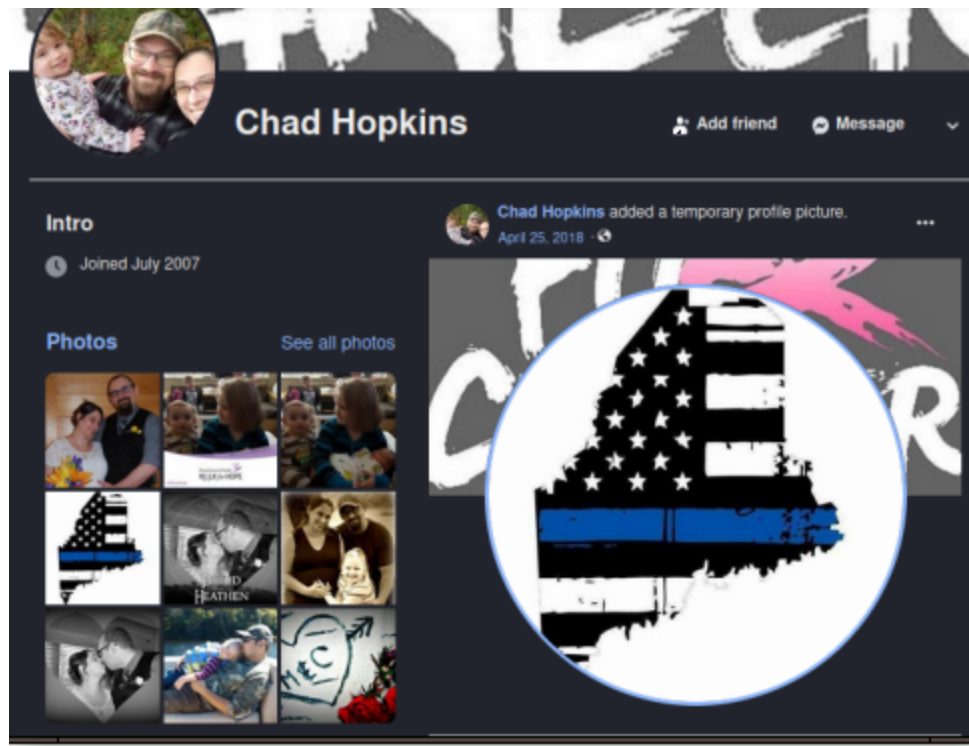 Chad Hopkins
Add friend
Message
Intro
Joined July 2007
Photos
See all photos
Chad Hopkins added a temporary profile picture.
April 25, 2018 ·
HEATHEN
M&C